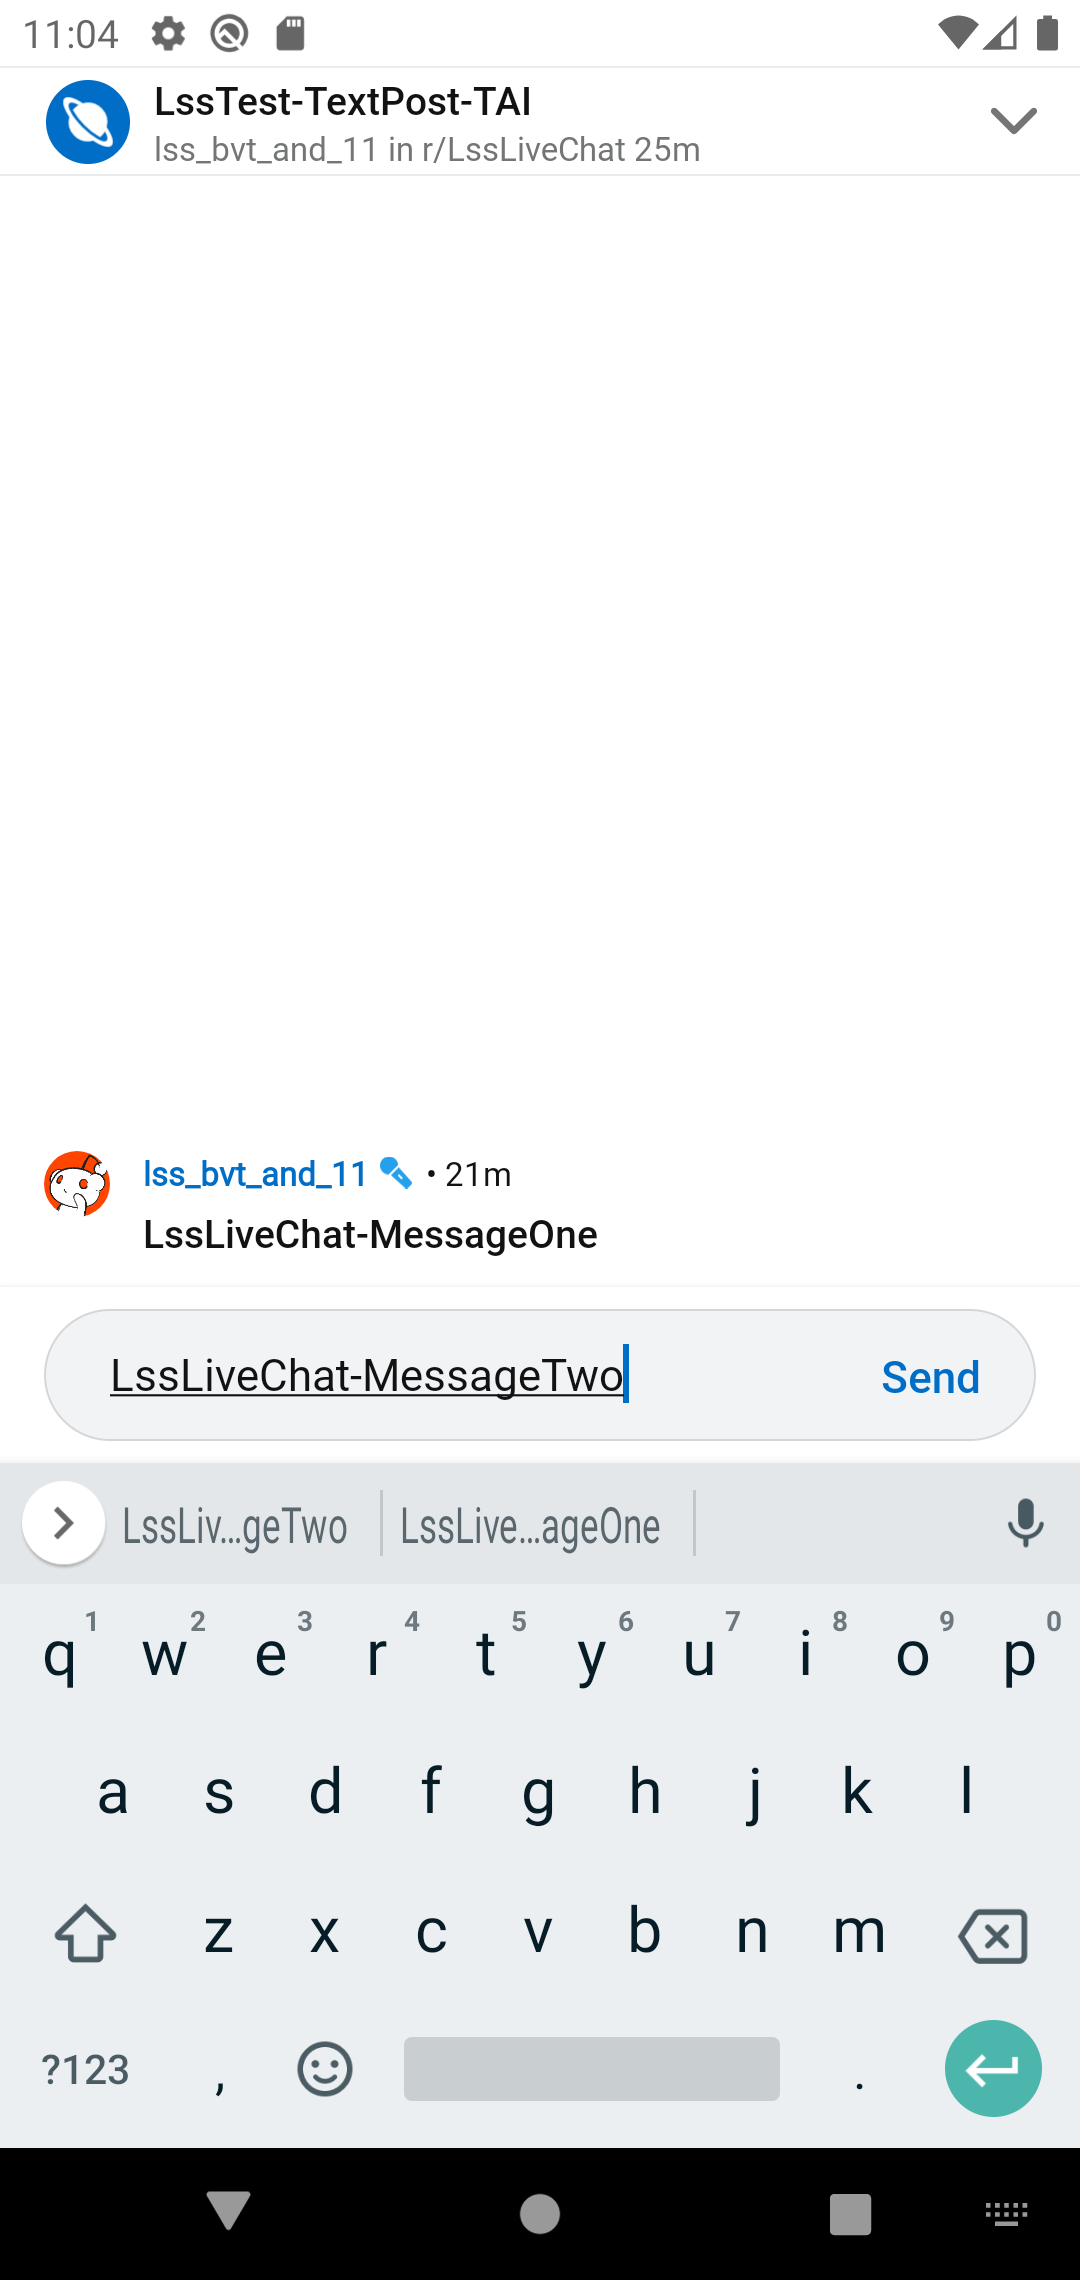 11:04
LssTest-TextPost-TAI
lss_bvt_and_11 in r/LssLiveChat 25m
lss_bvt_and_11 • 21m
LssLiveChat-MessageOne
LssLiveChat-MessageTwo Send
LssLiv...geTwo LssLive...ageOne
q 1 w 2 e 3 r 4 t 5 y 6 u 7 i 8 o 9 p 0
a s d f g h j k l
z x c v b n m
?123 , .